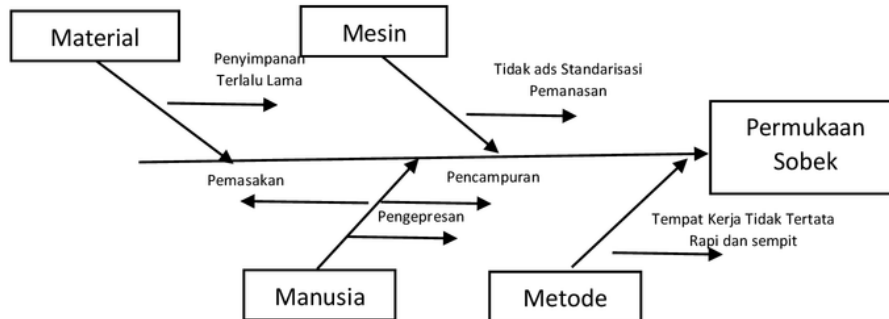 Material
Mesin
Penyimpanan
Terlalu Lama
Tidak ads Standarisasi
Pemanasan
Permukaan
Sobek
Pemasakan
Pencampuran
Pengepresan
Tempat Kerja Tidak Tertata
Rapi dan sempit
Manusia
Metode